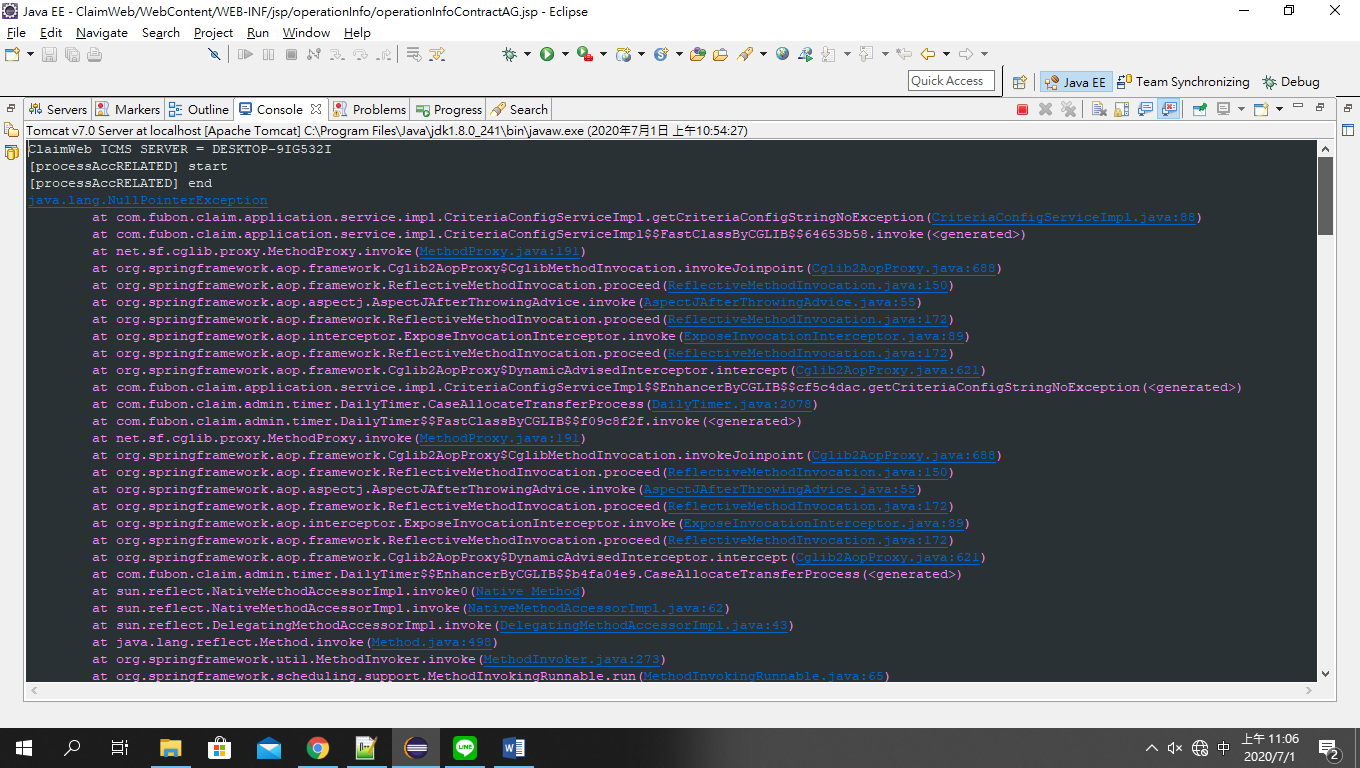 Java EE - ClaimWeb/WebContent/WEB-INF/jsp/operationInfo/operationInfoContractAG.jsp - Eclipse
File Edit Navigate Search Project Run Window Help
Quick Access
Java EE
Team Synchronizing
Debug
Servers
Markers
Outline
Console
Problems
Progress
Search
Tomcat v7.0 Server at localhost [Apache Tomcat] C:\Program Files\Java\jdk1.8.0_241\bin\javaw.exe (2020年7月1日 上午10:54:27)
ClaimWeb ICMS SERVER = DESKTOP-9IG532I
[processAccRELATED] start
[processAccRELATED] end
java.lang.NullPointerException
at com.fubon.claim.application.service.impl.CriteriaConfigServiceImpl.getCriteriaConfigStringNoException(CriteriaConfigServiceImpl.java:88)
at com.fubon.claim.application.service.impl.CriteriaConfigServiceImpl$$FastClassByCGLIB$$64653b58.invoke(<generated>)
at net.sf.cglib.proxy.MethodProxy.invoke(MethodProxy.java:191)
at org.springframework.aop.framework.Cglib2AopProxy$CglibMethodInvocation.invokeJoinpoint(Cglib2AopProxy.java:688)
at org.springframework.aop.framework.ReflectiveMethodInvocation.proceed(ReflectiveMethodInvocation.java:150)
at org.springframework.aop.aspectj.AspectJAfterThrowingAdvice.invoke(AspectJAfterThrowingAdvice.java:55)
at org.springframework.aop.framework.ReflectiveMethodInvocation.proceed(ReflectiveMethodInvocation.java:172)
at org.springframework.aop.interceptor.ExposeInvocationInterceptor.invoke(ExposeInvocationInterceptor.java:89)
at org.springframework.aop.framework.ReflectiveMethodInvocation.proceed(ReflectiveMethodInvocation.java:172)
at org.springframework.aop.framework.Cglib2AopProxy$DynamicAdvisedInterceptor.intercept(Cglib2AopProxy.java:621)
at com.fubon.claim.application.service.impl.CriteriaConfigServiceImpl$$EnhancerByCGLIB$$cf5c4dac.getCriteriaConfigStringNoException(<generated>)
at com.fubon.claim.admin.timer.DailyTimer.CaseAllocateTransferProcess(DailyTimer.java:2078)
at com.fubon.claim.admin.timer.DailyTimer$$FastClassByCGLIB$$f09c8f2f.invoke(<generated>)
at net.sf.cglib.proxy.MethodProxy.invoke(MethodProxy.java:191)
at org.springframework.aop.framework.Cglib2AopProxy$CglibMethodInvocation.invokeJoinpoint(Cglib2AopProxy.java:688)
at org.springframework.aop.framework.ReflectiveMethodInvocation.proceed(ReflectiveMethodInvocation.java:150)
at org.springframework.aop.aspectj.AspectJAfterThrowingAdvice.invoke(AspectJAfterThrowingAdvice.java:55)
at org.springframework.aop.framework.ReflectiveMethodInvocation.proceed(ReflectiveMethodInvocation.java:172)
at org.springframework.aop.interceptor.ExposeInvocationInterceptor.invoke(ExposeInvocationInterceptor.java:89)
at org.springframework.aop.framework.ReflectiveMethodInvocation.proceed(ReflectiveMethodInvocation.java:172)
at org.springframework.aop.framework.Cglib2AopProxy$DynamicAdvisedInterceptor.intercept(Cglib2AopProxy.java:621)
at com.fubon.claim.admin.timer.DailyTimer$$EnhancerByCGLIB$$b4fa04e9.CaseAllocateTransferProcess(<generated>)
at sun.reflect.NativeMethodAccessorImpl.invoke0(Native Method)
at sun.reflect.NativeMethodAccessorImpl.invoke(NativeMethodAccessorImpl.java:62)
at sun.reflect.DelegatingMethodAccessorImpl.invoke(DelegatingMethodAccessorImpl.java:43)
at java.lang.reflect.Method.invoke(Method.java:498)
at org.springframework.util.MethodInvoker.invoke(MethodInvoker.java:273)
at org.springframework.scheduling.support.MethodInvokingRunnable.run(MethodInvokingRunnable.java:65)
LINE
中
上午 11:06
2020/7/1
2